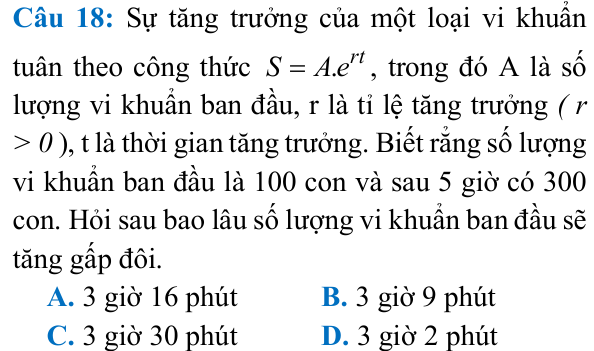 Câu 18: Sự tăng trưởng của một loại vi khuẩn
tuân theo công thức S = A.e^{rt}, trong đó A là số
lượng vi khuẩn ban đầu, r là tỉ lệ tăng trưởng ( r
> 0 ), t là thời gian tăng trưởng. Biết rằng số lượng
vi khuẩn ban đầu là 100 con và sau 5 giờ có 300
con. Hỏi sau bao lâu số lượng vi khuẩn ban đầu sẽ
tăng gấp đôi.
A. 3 giờ 16 phút B. 3 giờ 9 phút
C. 3 giờ 30 phút D. 3 giờ 2 phút